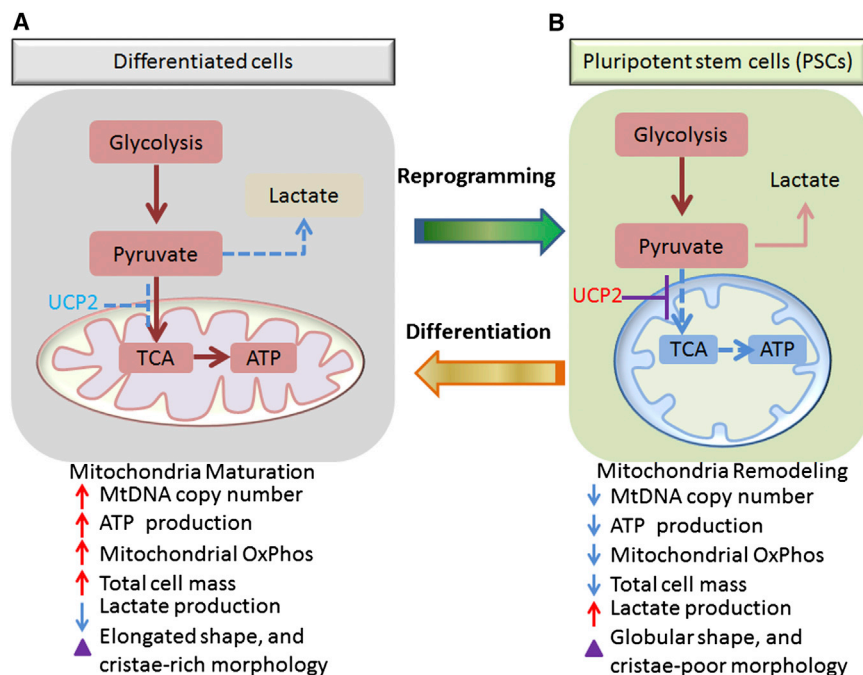 A
Differentiated cells
Glycolysis
Lactate
Pyruvate
UCP2
TCA
ATP
Mitochondria Maturation
MtDNA copy number
ATP production
Mitochondrial OxPhos
Total cell mass
Lactate production
Elongated shape, and
cristae-rich morphology
Reprogramming
Differentiation
B
Pluripotent stem cells (PSCs)
Glycolysis
Lactate
Pyruvate
UCP2
TCA
ATP
Mitochondria Remodeling
MtDNA copy number
ATP production
Mitochondrial OxPhos
Total cell mass
Lactate production
Globular shape, and
cristae-poor morphology